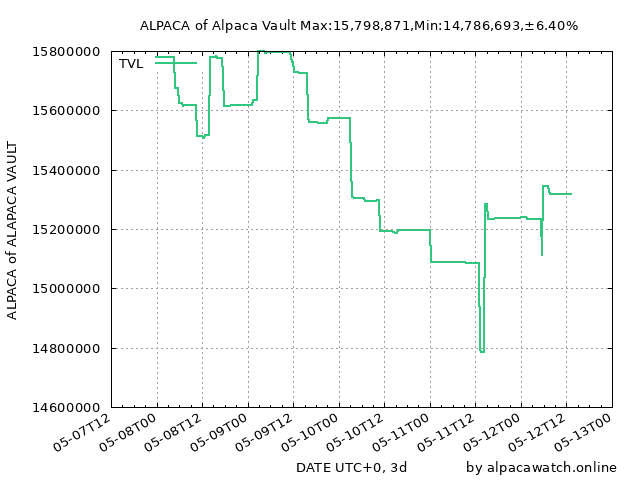 ALPACA of Alpaca Vault Max:15,798,871,Min:14,786,693,±6.40%
TVL
15800000
15600000
15400000
15200000
15000000
14800000
14600000
ALPACA of ALAPACA VAULT
05-07T12
05-08T00
05-08T12
05-09T00
05-09T12
05-10T00
05-10T12
05-11T00
05-11T12
05-12T00
05-12T12
05-13T00
DATE UTC+0, 3d
by alpacawatch.online